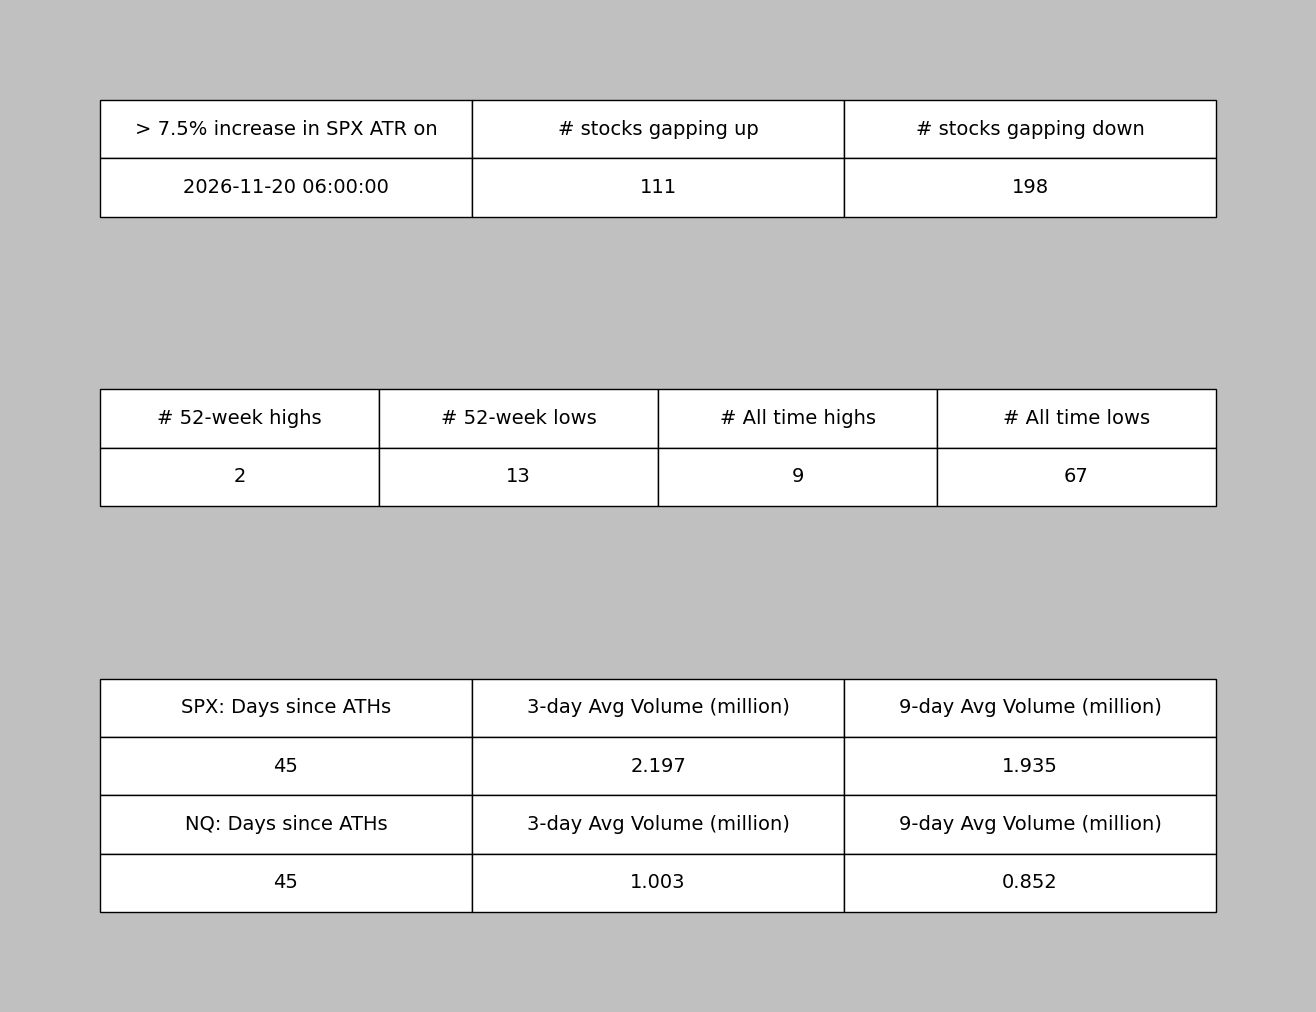 > 7.5% increase in SPX ATR on # stocks gapping up # stocks gapping down
2026-11-20 06:00:00 111 198
# 52-week highs # 52-week lows # All time highs # All time lows
2 13 9 67
SPX: Days since ATHs 3-day Avg Volume (million) 9-day Avg Volume (million)
45 2.197 1.935
NQ: Days since ATHs 3-day Avg Volume (million) 9-day Avg Volume (million)
45 1.003 0.852